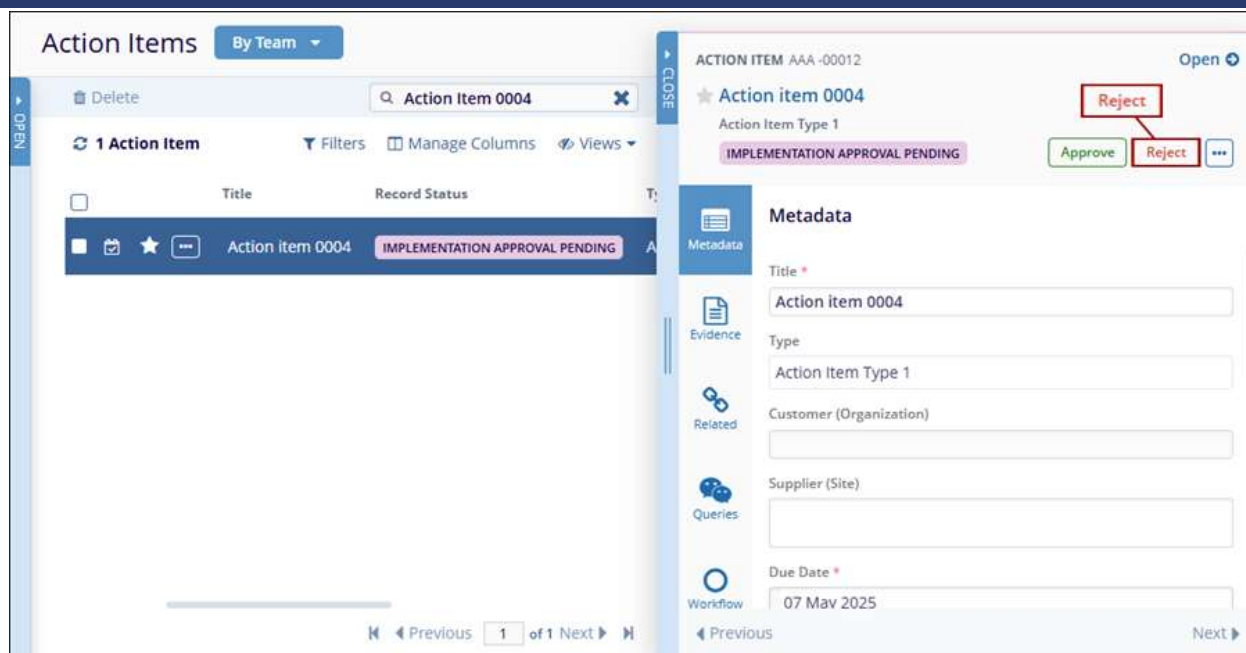 Action Items By Team
OPEN
Delete
Action Item 0004
1 Action Item Filters Manage Columns Views
Title Record Status
Action item 0004 IMPLEMENTATION APPROVAL PENDING A
Previous 1 of 1 Next
CLOSE
ACTION ITEM AAA -00012 Open
Action item 0004
Reject
Action Item Type 1
IMPLEMENTATION APPROVAL PENDING Approve Reject
Metadata
Evidence
Related
Queries
Workflow
Metadata
Title *
Action item 0004
Type
Action Item Type 1
Customer (Organization)
Supplier (Site)
Due Date *
07 May 2025
Previous Next